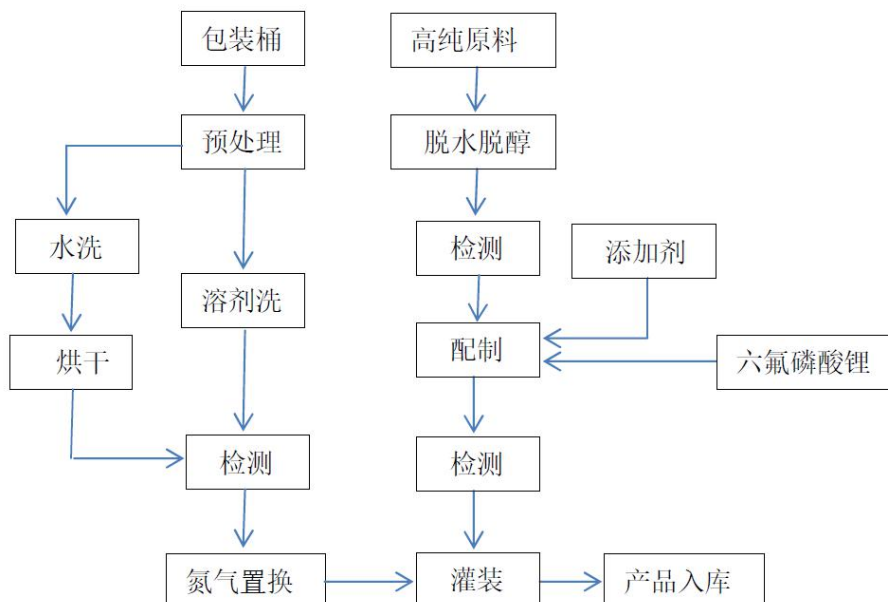 包装桶
高纯原料
预处理
脱水脱醇
水洗
检测
添加剂
溶剂洗
烘干
配制
六氟磷酸锂
检测
检测
氮气置换
灌装
产品入库